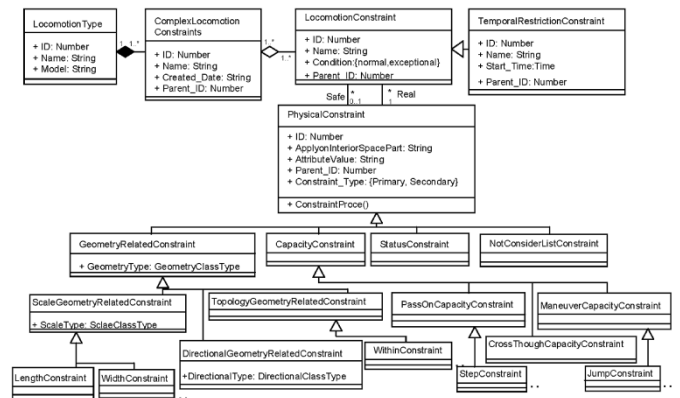 LocomotionType
+ ID: Number
+ Name: String
+ Model: String
1
1..*
ComplexLocomotion
Constraints
+ ID: Number
+ Name: String
+ Created_Date: String
+ Parent_ID: Number
1..*
1..*
LocomotionConstraint
+ ID: Number
+ Name: String
+ Condition:{normal,exceptional}
+ Parent_ID: Number
TemporalRestrictionConstraint
+ ID: Number
+ Name: String
+ Start_Time:Time
+ Parent_ID: Number
Safe
*
0..1
*
Real
1
PhysicalConstraint
+ ID: Number
+ ApplyonInteriorSpacePart: String
+ AttributeValue: String
+ Parent_ID: Number
+ Constraint_Type: {Primary, Secondary}
+ ConstraintProce()
GeometryRelatedConstraint
+ GeometryType: GeometryClassType
CapacityConstraint
StatusConstraint
NotConsiderListConstraint
ScaleGeometryRelatedConstraint
+ ScaleType: SclaeClassType
TopologyGeometryRelatedConstraint
PassOnCapacityConstraint
ManeuverCapacityConstraint
DirectionalGeometryRelatedConstraint
+DirectionalType: DirectionalClassType
WithinConstraint
CrossThoughCapacityConstraint
LengthConstraint
WidthConstraint
..
StepConstraint
..
JumpConstraint
..